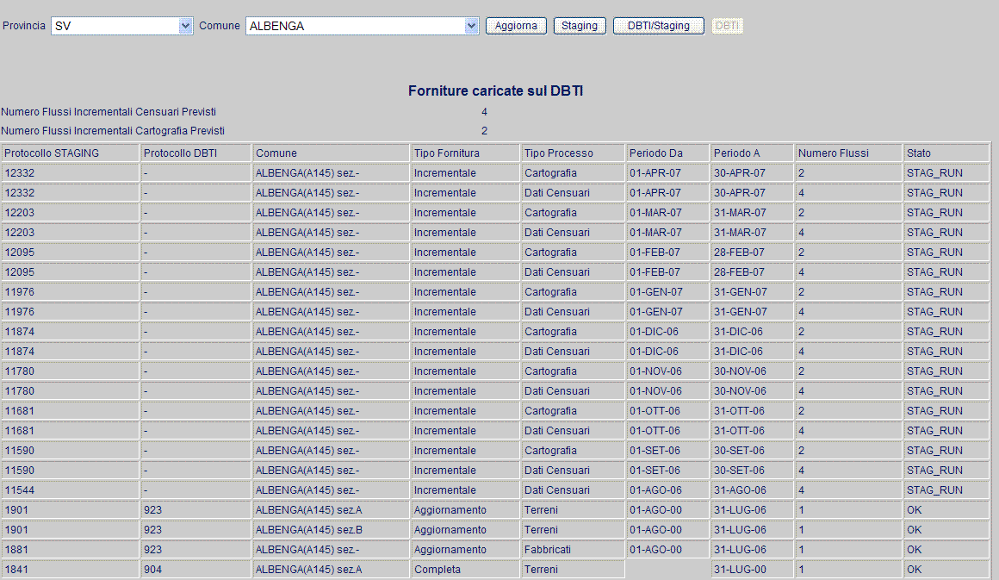 Provincia SV Comune ALBENGA Aggiorna Staging DBTI/Staging DBTI
Forniture caricate sul DBTI
Numero Flussi Incrementali Censuari Previsti 4
Numero Flussi Incrementali Cartografia Previsti 2
Protocollo STAGING Protocollo DBTI Comune Tipo Fornitura Tipo Processo Periodo Da Periodo A Numero Flussi Stato
12332 - ALBENGA(A145) sez.- Incrementale Cartografia 01-APR-07 30-APR-07 2 STAG_RUN
12332 - ALBENGA(A145) sez.- Incrementale Dati Censuari 01-APR-07 30-APR-07 4 STAG_RUN
12203 - ALBENGA(A145) sez.- Incrementale Cartografia 01-MAR-07 31-MAR-07 2 STAG_RUN
12203 - ALBENGA(A145) sez.- Incrementale Dati Censuari 01-MAR-07 31-MAR-07 4 STAG_RUN
12095 - ALBENGA(A145) sez.- Incrementale Cartografia 01-FEB-07 28-FEB-07 2 STAG_RUN
12095 - ALBENGA(A145) sez.- Incrementale Dati Censuari 01-FEB-07 28-FEB-07 4 STAG_RUN
11976 - ALBENGA(A145) sez.- Incrementale Cartografia 01-GEN-07 31-GEN-07 2 STAG_RUN
11976 - ALBENGA(A145) sez.- Incrementale Dati Censuari 01-GEN-07 31-GEN-07 4 STAG_RUN
11874 - ALBENGA(A145) sez.- Incrementale Cartografia 01-DIC-06 31-DIC-06 2 STAG_RUN
11874 - ALBENGA(A145) sez.- Incrementale Dati Censuari 01-DIC-06 31-DIC-06 4 STAG_RUN
11780 - ALBENGA(A145) sez.- Incrementale Cartografia 01-NOV-06 30-NOV-06 2 STAG_RUN
11780 - ALBENGA(A145) sez.- Incrementale Dati Censuari 01-NOV-06 30-NOV-06 4 STAG_RUN
11681 - ALBENGA(A145) sez.- Incrementale Cartografia 01-OTT-06 31-OTT-06 2 STAG_RUN
11681 - ALBENGA(A145) sez.- Incrementale Dati Censuari 01-OTT-06 31-OTT-06 4 STAG_RUN
11590 - ALBENGA(A145) sez.- Incrementale Cartografia 01-SET-06 30-SET-06 2 STAG_RUN
11590 - ALBENGA(A145) sez.- Incrementale Dati Censuari 01-SET-06 30-SET-06 4 STAG_RUN
11544 - ALBENGA(A145) sez.- Incrementale Dati Censuari 01-AGO-06 31-AGO-06 4 STAG_RUN
1901 923 ALBENGA(A145) sez.A Aggiornamento Terreni 01-AGO-00 31-LUG-06 1 OK
1901 923 ALBENGA(A145) sez.B Aggiornamento Terreni 01-AGO-00 31-LUG-06 1 OK
1881 923 ALBENGA(A145) sez.- Aggiornamento Fabbricati 01-AGO-00 31-LUG-06 1 OK
1841 904 ALBENGA(A145) sez.A Completa Terreni 31-LUG-00 1 OK